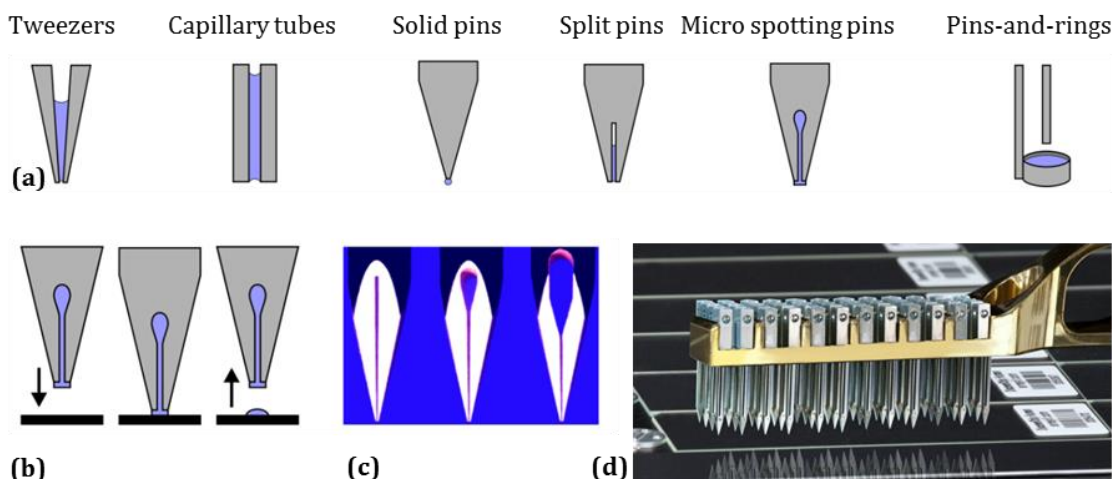 Tweezers Capillary tubes Solid pins Split pins Micro spotting pins Pins-and-rings
(a)
(b) (c) (d)